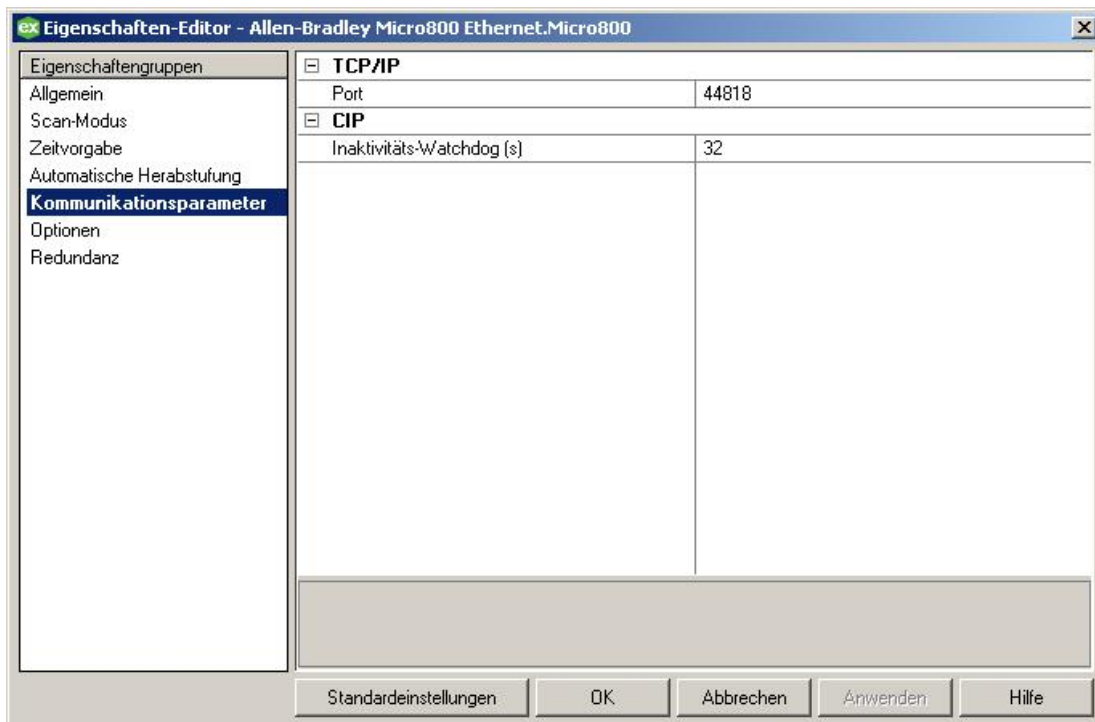 ex Eigenschaften-Editor - Allen-Bradley Micro800 Ethernet.Micro800
Eigenschaftengruppen
Allgemein
Scan-Modus
Zeitvorgabe
Automatische Herabstufung
Kommunikationsparameter
Optionen
Redundanz
TCP/IP
Port 44818
CIP
Inaktivitäts-Watchdog (s) 32
Standardeinstellungen OK Abbrechen Anwenden Hilfe